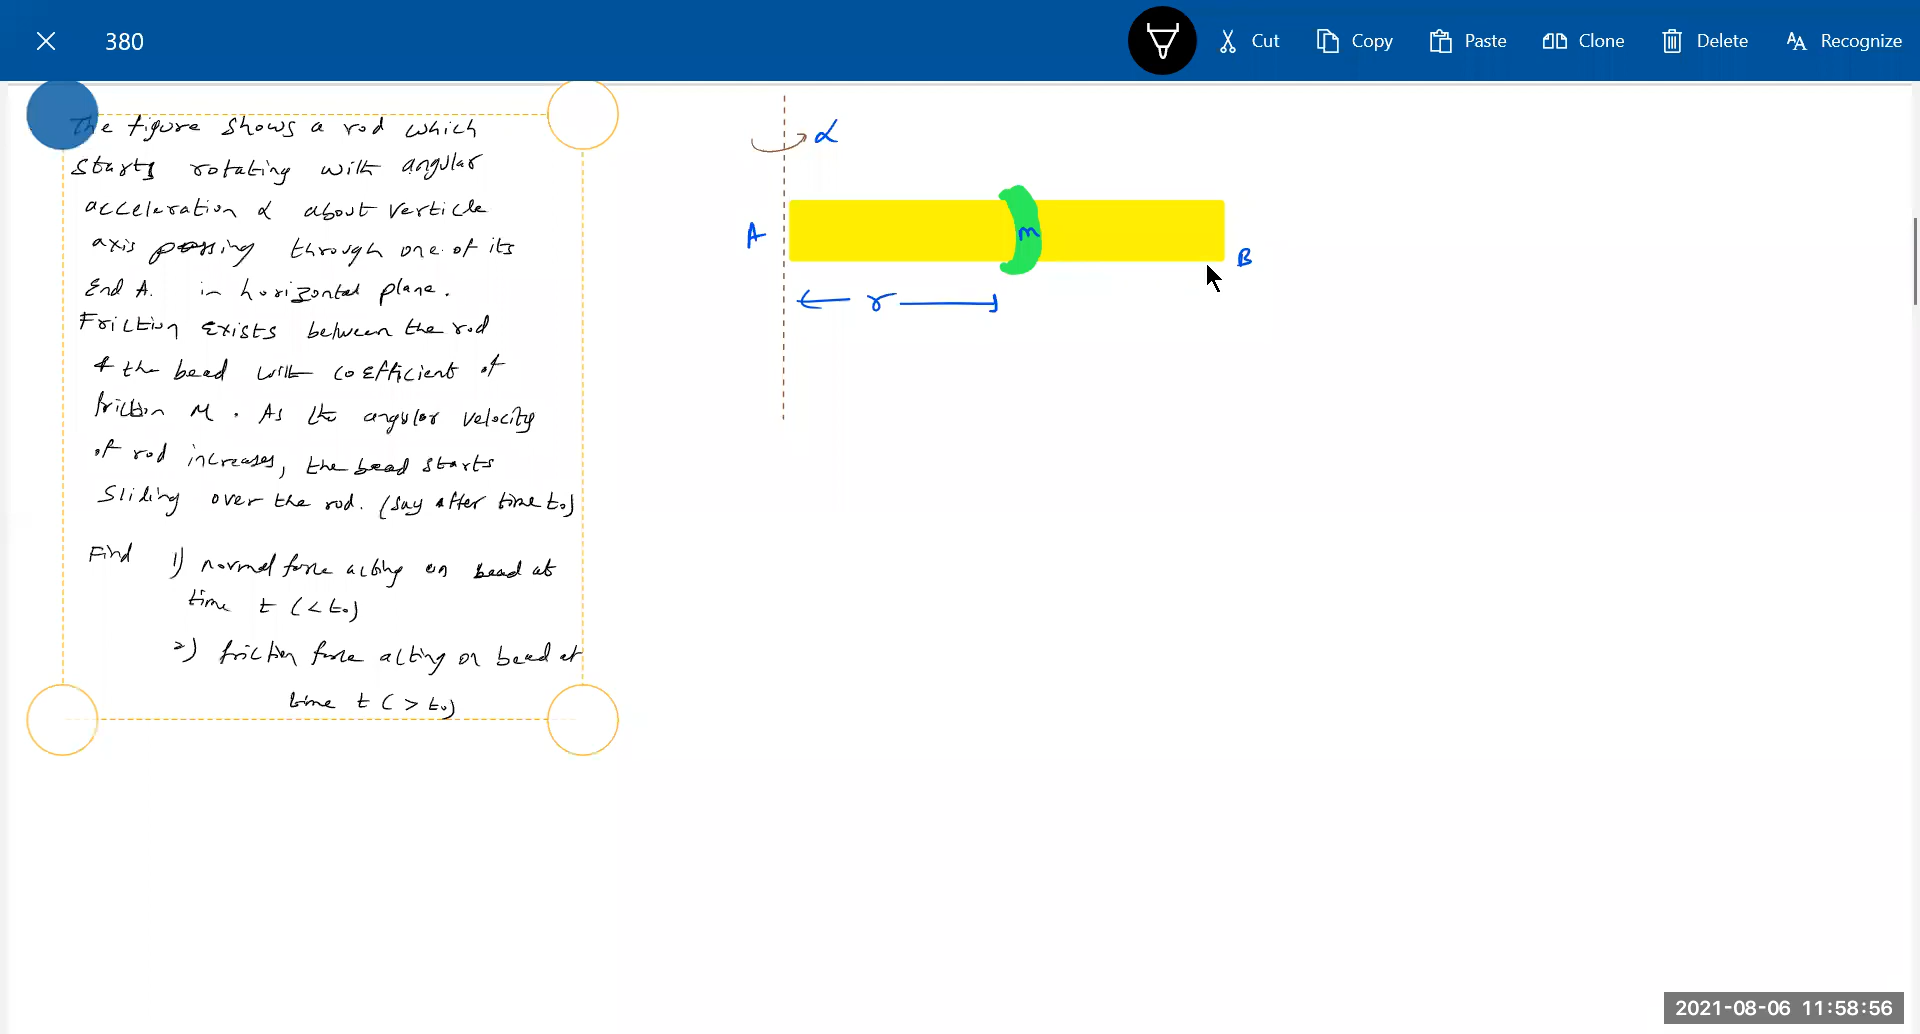 380
Cut
Copy
Paste
Clone
Delete
Recognize
The figure shows a rod which
starts rotating with angular
acceleration α about verticle
axis passing through one of its
End A. in horizontal plane.
Friction exists between the rod
& the bead with coefficient of
friction M. As the angular velocity
of rod increases, the bead starts
Sliding over the rod. (say after time t₀)
Find 1) normal force acting on bead at
time t (<t₀)
2) friction force acting on bead at
time t (>t₀)
α
A
m
B
r
2021-08-06 11:58:56